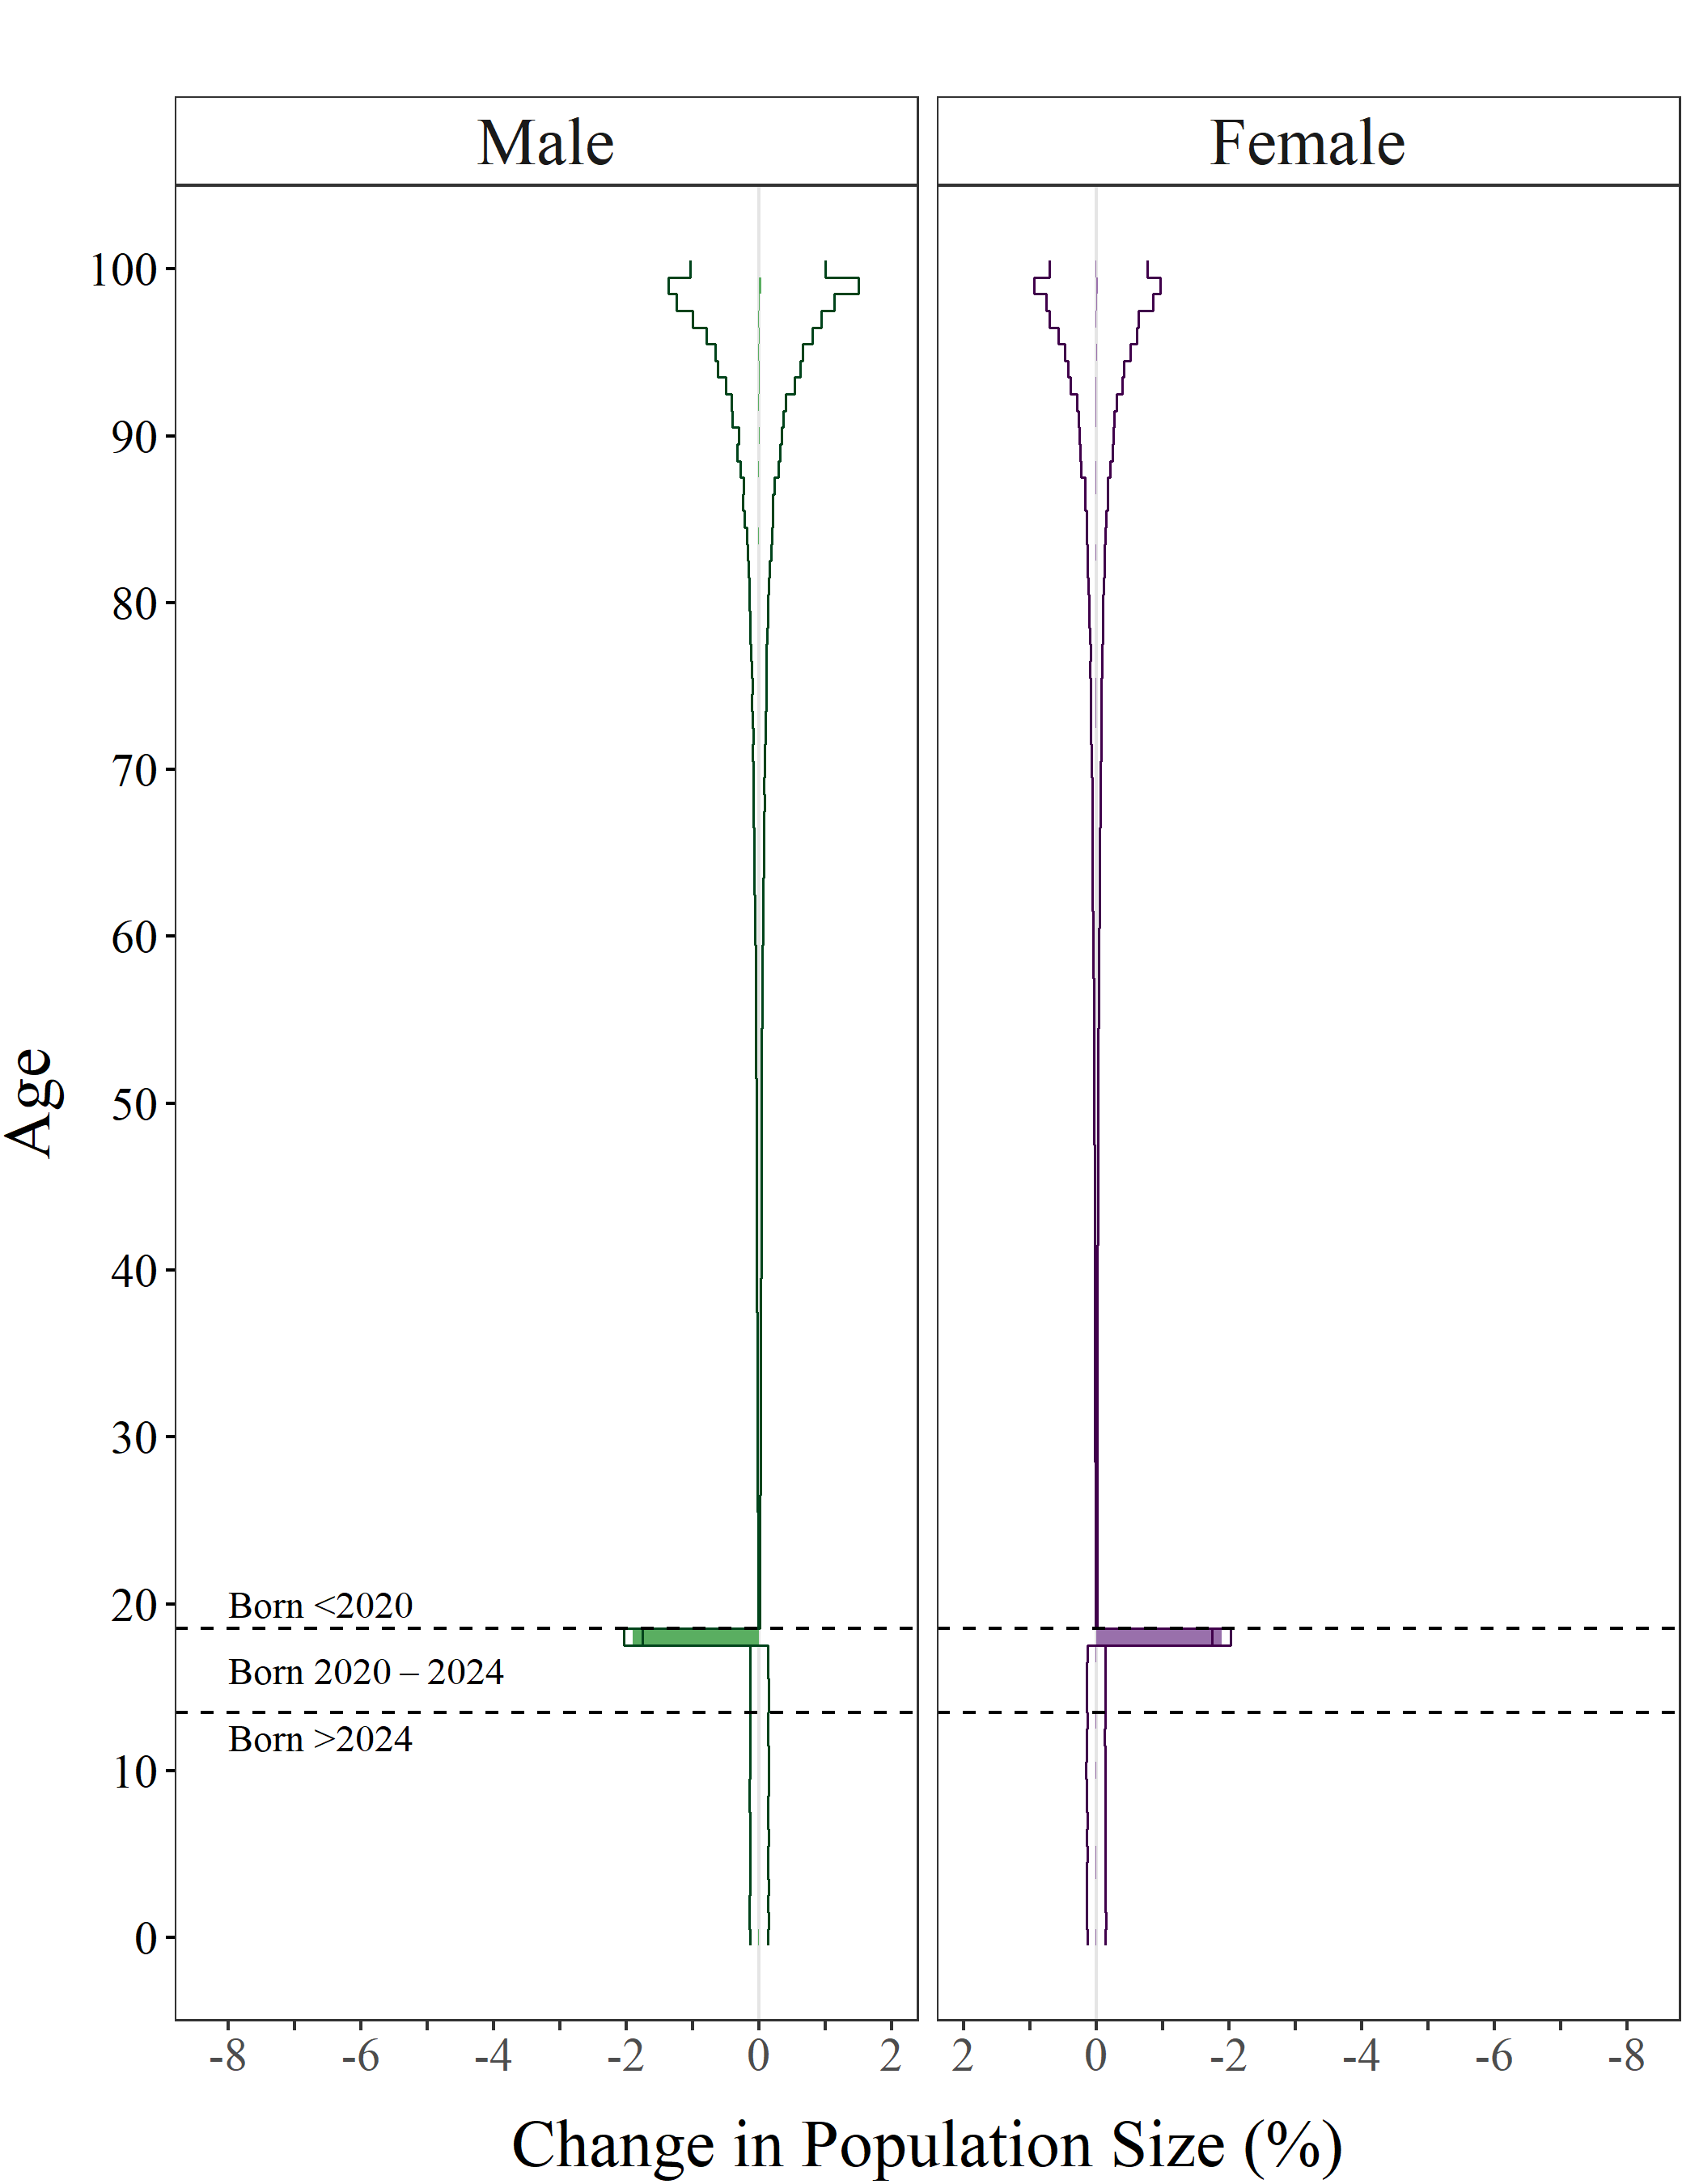 Male
Female
Age
100
90
80
70
60
50
40
30
20
10
0
Born <2020
Born 2020 – 2024
Born >2024
-8 -6 -4 -2 0 2
2 0 -2 -4 -6 -8
Change in Population Size (%)